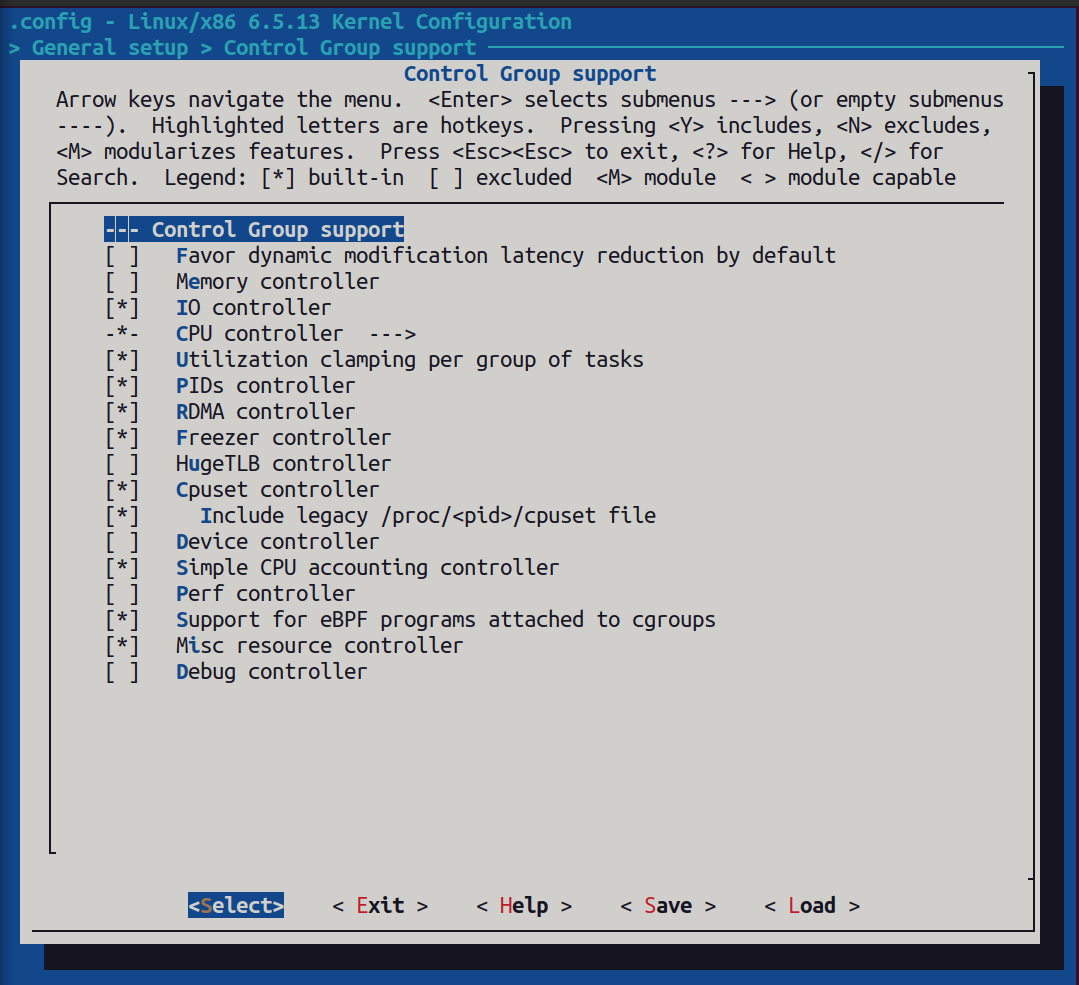 .config - Linux/x86 6.5.13 Kernel Configuration
> General setup > Control Group support
Control Group support
Arrow keys navigate the menu.  <Enter> selects submenus ---> (or empty submenus
----).  Highlighted letters are hotkeys.  Pressing <Y> includes, <N> excludes,
<M> modularizes features.  Press <Esc><Esc> to exit, <?> for Help, </> for
Search.  Legend: [*] built-in  [ ] excluded  <M> module  < > module capable
--- Control Group support
[ ]   Favor dynamic modification latency reduction by default
[ ]   Memory controller
[*]   IO controller
-*-   CPU controller  --->
[*]   Utilization clamping per group of tasks
[*]   PIDs controller
[*]   RDMA controller
[*]   Freezer controller
[ ]   HugeTLB controller
[*]   Cpuset controller
[*]     Include legacy /proc/<pid>/cpuset file
[ ]   Device controller
[*]   Simple CPU accounting controller
[ ]   Perf controller
[*]   Support for eBPF programs attached to cgroups
[*]   Misc resource controller
[ ]   Debug controller
<Select>    < Exit >    < Help >    < Save >    < Load >